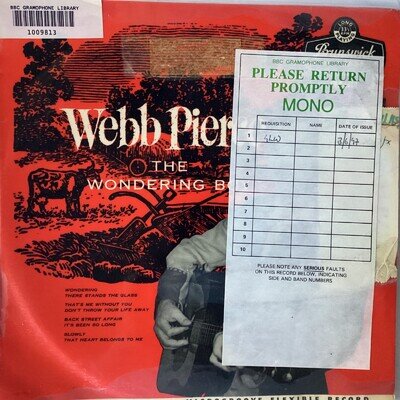 BBC GRAMOPHONE LIBRARY
1009813
LONG
33⅓
Brunswick
BBC GRAMOPHONE LIBRARY
PLEASE RETURN
PROMPTLY
MONO
REQUISITION NAME DATE OF ISSUE
1
2
3
4
5
6
7
8
9
10
PLEASE NOTE ANY SERIOUS FAULTS
ON THIS RECORD BELOW, INDICATING
SIDE AND BAND NUMBERS
Webb Pier
THE
WONDERING BO
WONDERING
THERE STANDS THE GLASS
THAT'S ME WITHOUT YOU
DON'T THROW YOUR LIFE AWAY
BACK STREET AFFAIR
IT'S BEEN SO LONG
SLOWLY
THAT HEART BELONGS TO ME
MICROGROOVE FLEXIBLE RECORD